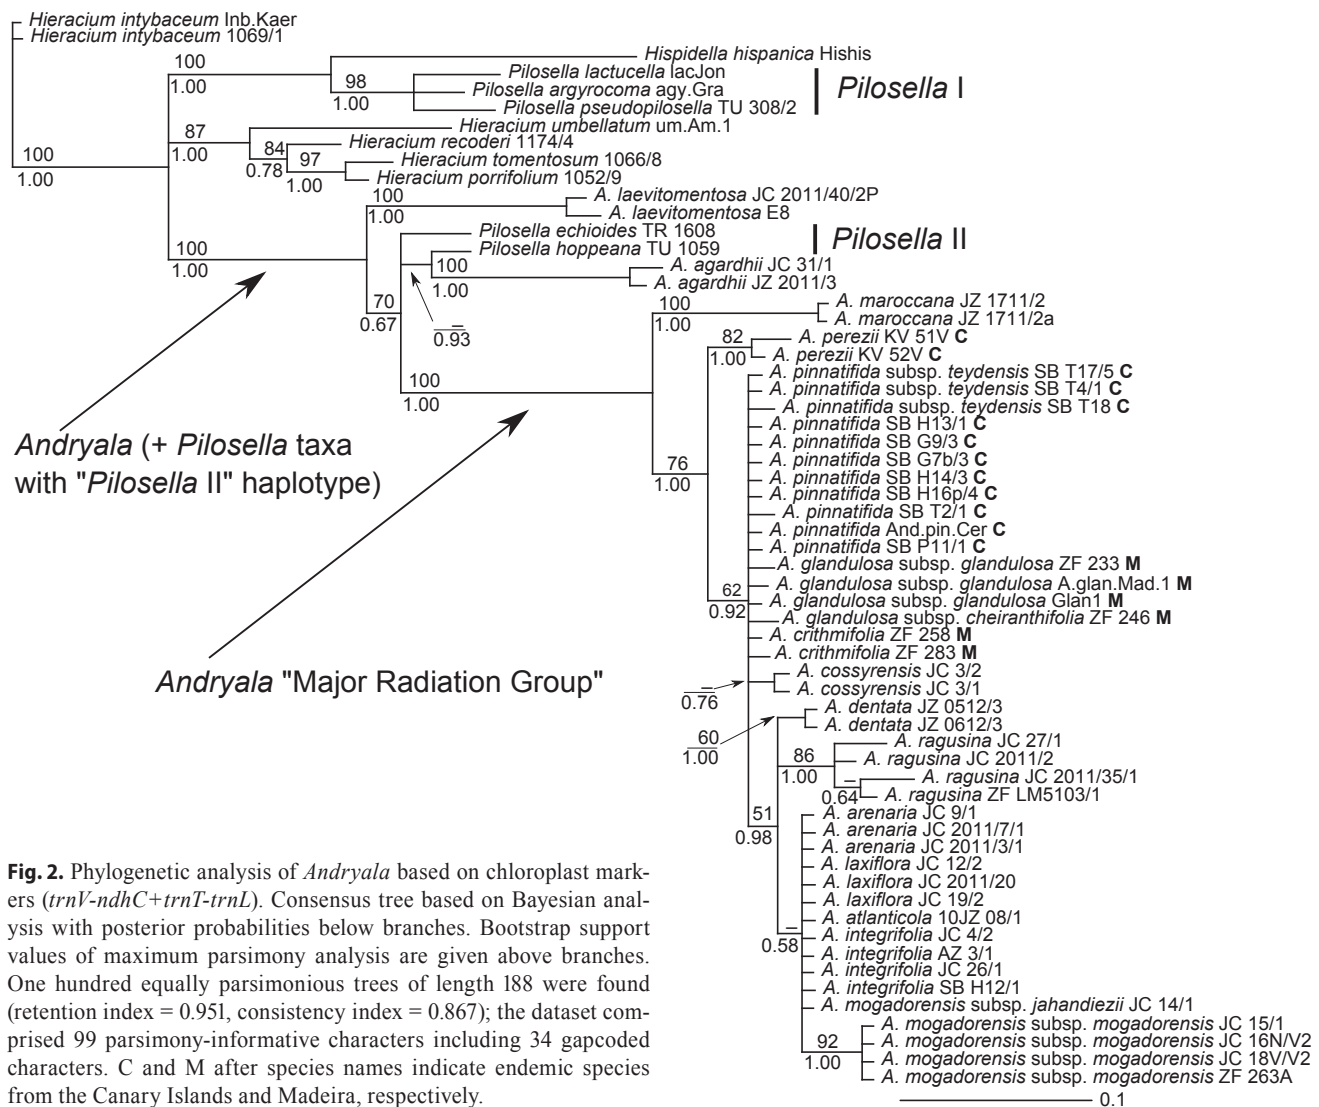 Hieracium intybaceum Inb.Kaer
Hieracium intybaceum 1069/1
Hispidella hispanica Hishis
100
1.00
Pilosella lactucella lacJon
98
1.00
Pilosella argyrocoma agy.Gra
Pilosella I
Pilosella pseudopilosella TU 308/2
Hieracium umbellatum um.Am.1
87
1.00
Hieracium recoderi 1174/4
84
0.78
97
1.00
Hieracium tomentosum 1066/8
100
1.00
Hieracium porrifolium 1052/9
100
1.00
A. laevitomentosa JC 2011/40/2P
A. laevitomentosa E8
Pilosella echioides TR 1608
Pilosella II
Pilosella hoppeana TU 1059
100
1.00
100
1.00
A. agardhii JC 31/1
A. agardhii JZ 2011/3
70
0.67
–
0.93
100
1.00
A. maroccana JZ 1711/2
A. maroccana JZ 1711/2a
82
1.00
A. perezii KV 51V C
A. perezii KV 52V C
A. pinnatifida subsp. teydensis SB T17/5 C
100
1.00
A. pinnatifida subsp. teydensis SB T4/1 C
A. pinnatifida subsp. teydensis SB T18 C
A. pinnatifida SB H13/1 C
A. pinnatifida SB G9/3 C
Andryala (+ Pilosella taxa
with "Pilosella II" haplotype)
76
1.00
A. pinnatifida SB G7b/3 C
A. pinnatifida SB H14/3 C
A. pinnatifida SB H16p/4 C
A. pinnatifida SB T2/1 C
A. pinnatifida And.pin.Cer C
A. pinnatifida SB P11/1 C
A. glandulosa subsp. glandulosa ZF 233 M
A. glandulosa subsp. glandulosa A.glan.Mad.1 M
62
0.92
A. glandulosa subsp. glandulosa Glan1 M
A. glandulosa subsp. cheiranthifolia ZF 246 M
A. crithmifolia ZF 258 M
A. crithmifolia ZF 283 M
Andryala "Major Radiation Group"
A. cossyrensis JC 3/2
–
0.76
A. cossyrensis JC 3/1
A. dentata JZ 0512/3
A. dentata JZ 0612/3
60
1.00
A. ragusina JC 27/1
86
1.00
A. ragusina JC 2011/2
A. ragusina JC 2011/35/1
–
0.64
A. ragusina ZF LM5103/1
51
0.98
A. arenaria JC 9/1
A. arenaria JC 2011/7/1
A. arenaria JC 2011/3/1
A. laxiflora JC 12/2
A. laxiflora JC 2011/20
A. laxiflora JC 19/2
A. atlanticola 10JZ 08/1
–
0.58
A. integrifolia JC 4/2
A. integrifolia AZ 3/1
A. integrifolia JC 26/1
A. integrifolia SB H12/1
A. mogadorensis subsp. jahandiezii JC 14/1
92
1.00
A. mogadorensis subsp. mogadorensis JC 15/1
A. mogadorensis subsp. mogadorensis JC 16N/V2
A. mogadorensis subsp. mogadorensis JC 18V/V2
A. mogadorensis subsp. mogadorensis ZF 263A
0.1
Fig. 2. Phylogenetic analysis of Andryala based on chloroplast mark-
ers (trnV-ndhC+trnT-trnL). Consensus tree based on Bayesian anal-
ysis with posterior probabilities below branches. Bootstrap support
values of maximum parsimony analysis are given above branches.
One hundred equally parsimonious trees of length 188 were found
(retention index = 0.951, consistency index = 0.867); the dataset com-
prised 99 parsimony-informative characters including 34 gapcoded
characters. C and M after species names indicate endemic species
from the Canary Islands and Madeira, respectively.